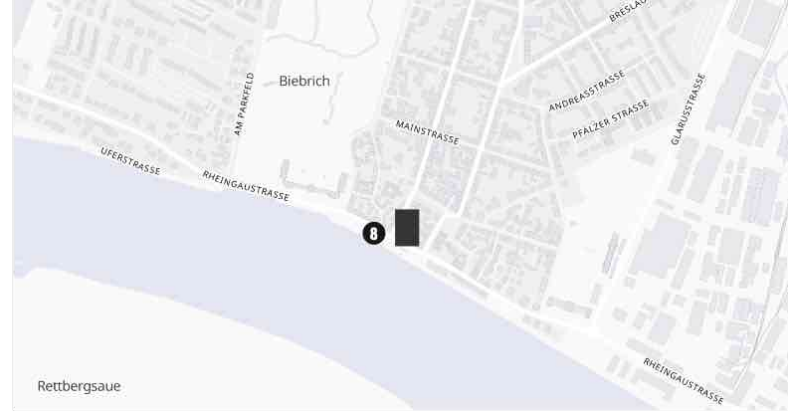 BRESLAU
Biebrich
AM PARKFELD
ANDREASSTRASSE
MAINSTRASSE
PFÄLZER STRASSE
GLARUSSTRASSE
UFERSTRASSE
RHEINGAUSTRASSE
8
RHEINGAUSTRASSE
Rettbergsaue